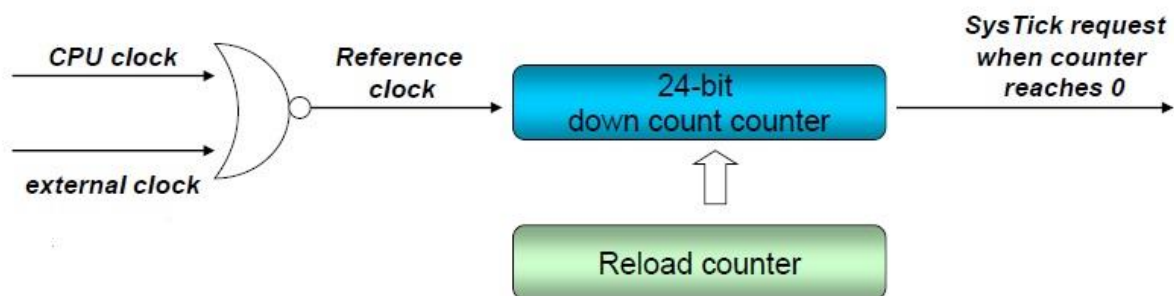 CPU clock
external clock
Reference
clock
24-bit
down count counter
Reload counter
SysTick request
when counter
reaches 0